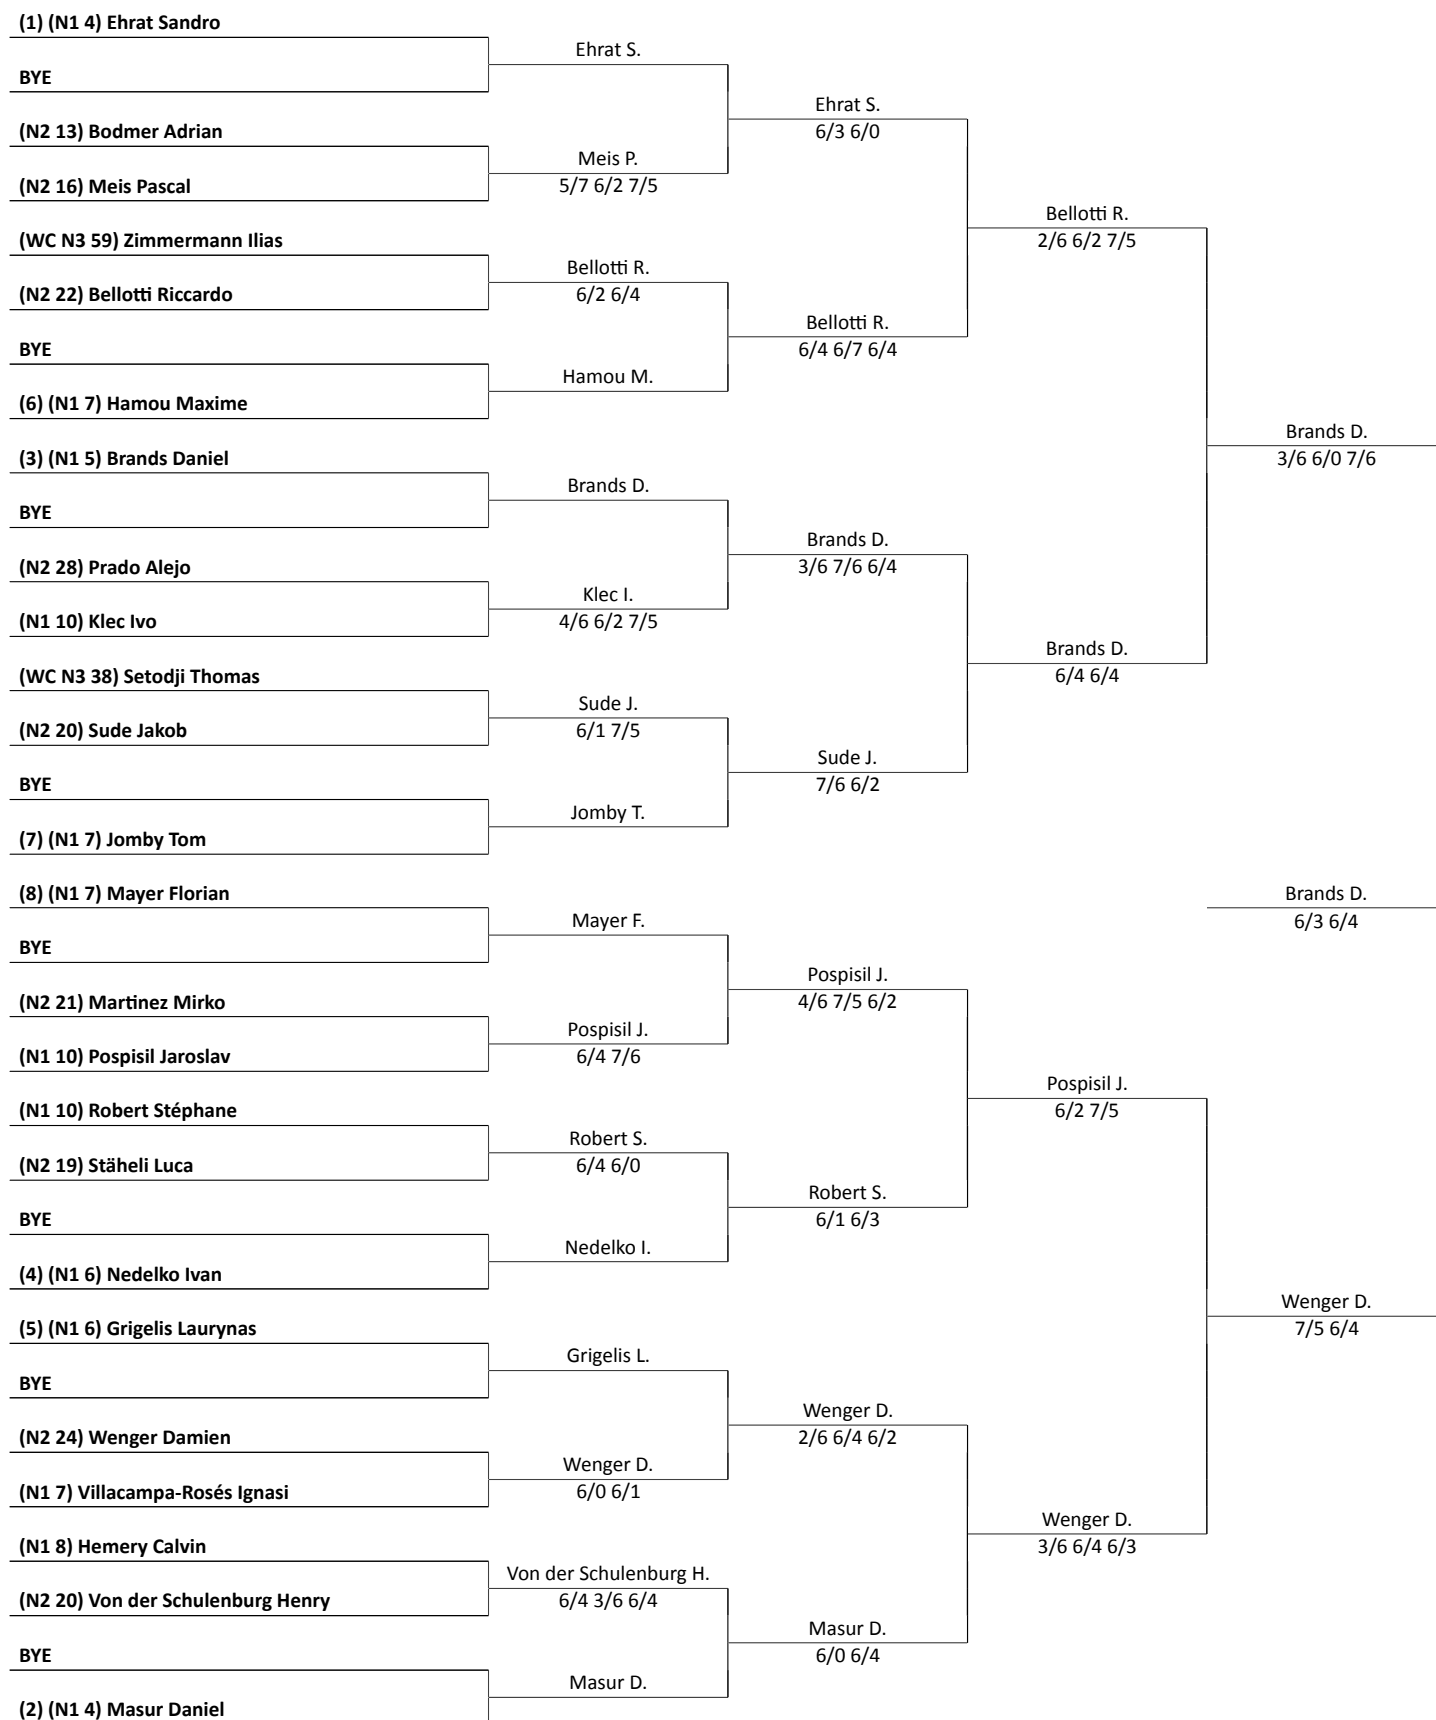 (1) (N1 4) Ehrat Sandro
BYE
(N2 13) Bodmer Adrian
(N2 16) Meis Pascal
(WC N3 59) Zimmermann Ilias
(N2 22) Bellotti Riccardo
BYE
(6) (N1 7) Hamou Maxime
(3) (N1 5) Brands Daniel
BYE
(N2 28) Prado Alejo
(N1 10) Klec Ivo
(WC N3 38) Setodji Thomas
(N2 20) Sude Jakob
BYE
(7) (N1 7) Jomby Tom
(8) (N1 7) Mayer Florian
BYE
(N2 21) Martinez Mirko
(N1 10) Pospisil Jaroslav
(N1 10) Robert Stéphane
(N2 19) Stäheli Luca
BYE
(4) (N1 6) Nedelko Ivan
(5) (N1 6) Grigelis Laurynas
BYE
(N2 24) Wenger Damien
(N1 7) Villacampa-Rosés Ignasi
(N1 8) Hemery Calvin
(N2 20) Von der Schulenburg Henry
BYE
(2) (N1 4) Masur Daniel
Ehrat S.
Meis P.
5/7 6/2 7/5
Bellotti R.
6/2 6/4
Hamou M.
Brands D.
Klec I.
4/6 6/2 7/5
Sude J.
6/1 7/5
Jomby T.
Mayer F.
Pospisil J.
6/4 7/6
Robert S.
6/4 6/0
Nedelko I.
Grigelis L.
Wenger D.
6/0 6/1
Von der Schulenburg H.
6/4 3/6 6/4
Masur D.
Ehrat S.
6/3 6/0
Bellotti R.
6/4 6/7 6/4
Brands D.
3/6 7/6 6/4
Sude J.
7/6 6/2
Pospisil J.
4/6 7/5 6/2
Robert S.
6/1 6/3
Wenger D.
2/6 6/4 6/2
Masur D.
6/0 6/4
Bellotti R.
2/6 6/2 7/5
Brands D.
6/4 6/4
Pospisil J.
6/2 7/5
Wenger D.
3/6 6/4 6/3
Brands D.
3/6 6/0 7/6
Brands D.
6/3 6/4
Wenger D.
7/5 6/4